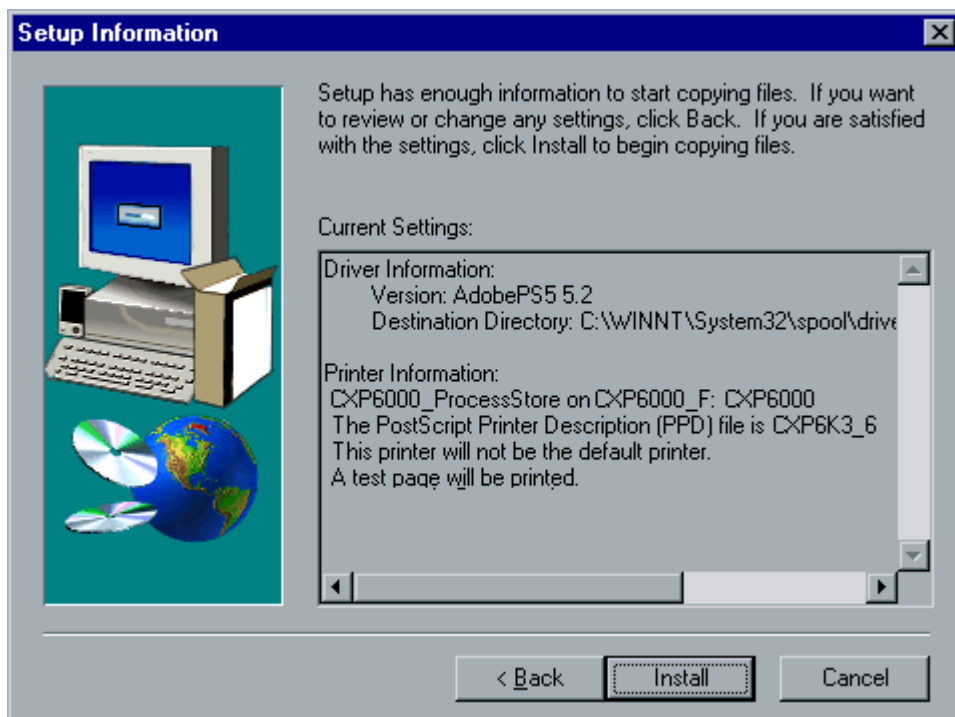 Setup Information
Setup has enough information to start copying files. If you want
to review or change any settings, click Back. If you are satisfied
with the settings, click Install to begin copying files.
Current Settings:
Driver Information:
Version: AdobePS5 5.2
Destination Directory: C:\WINNT\System32\spool\drive
Printer Information:
CXP6000_ProcessStore on CXP6000_F: CXP6000
The PostScript Printer Description (PPD) file is CXP6K3_6
This printer will not be the default printer.
A test page will be printed.
< Back
Install
Cancel